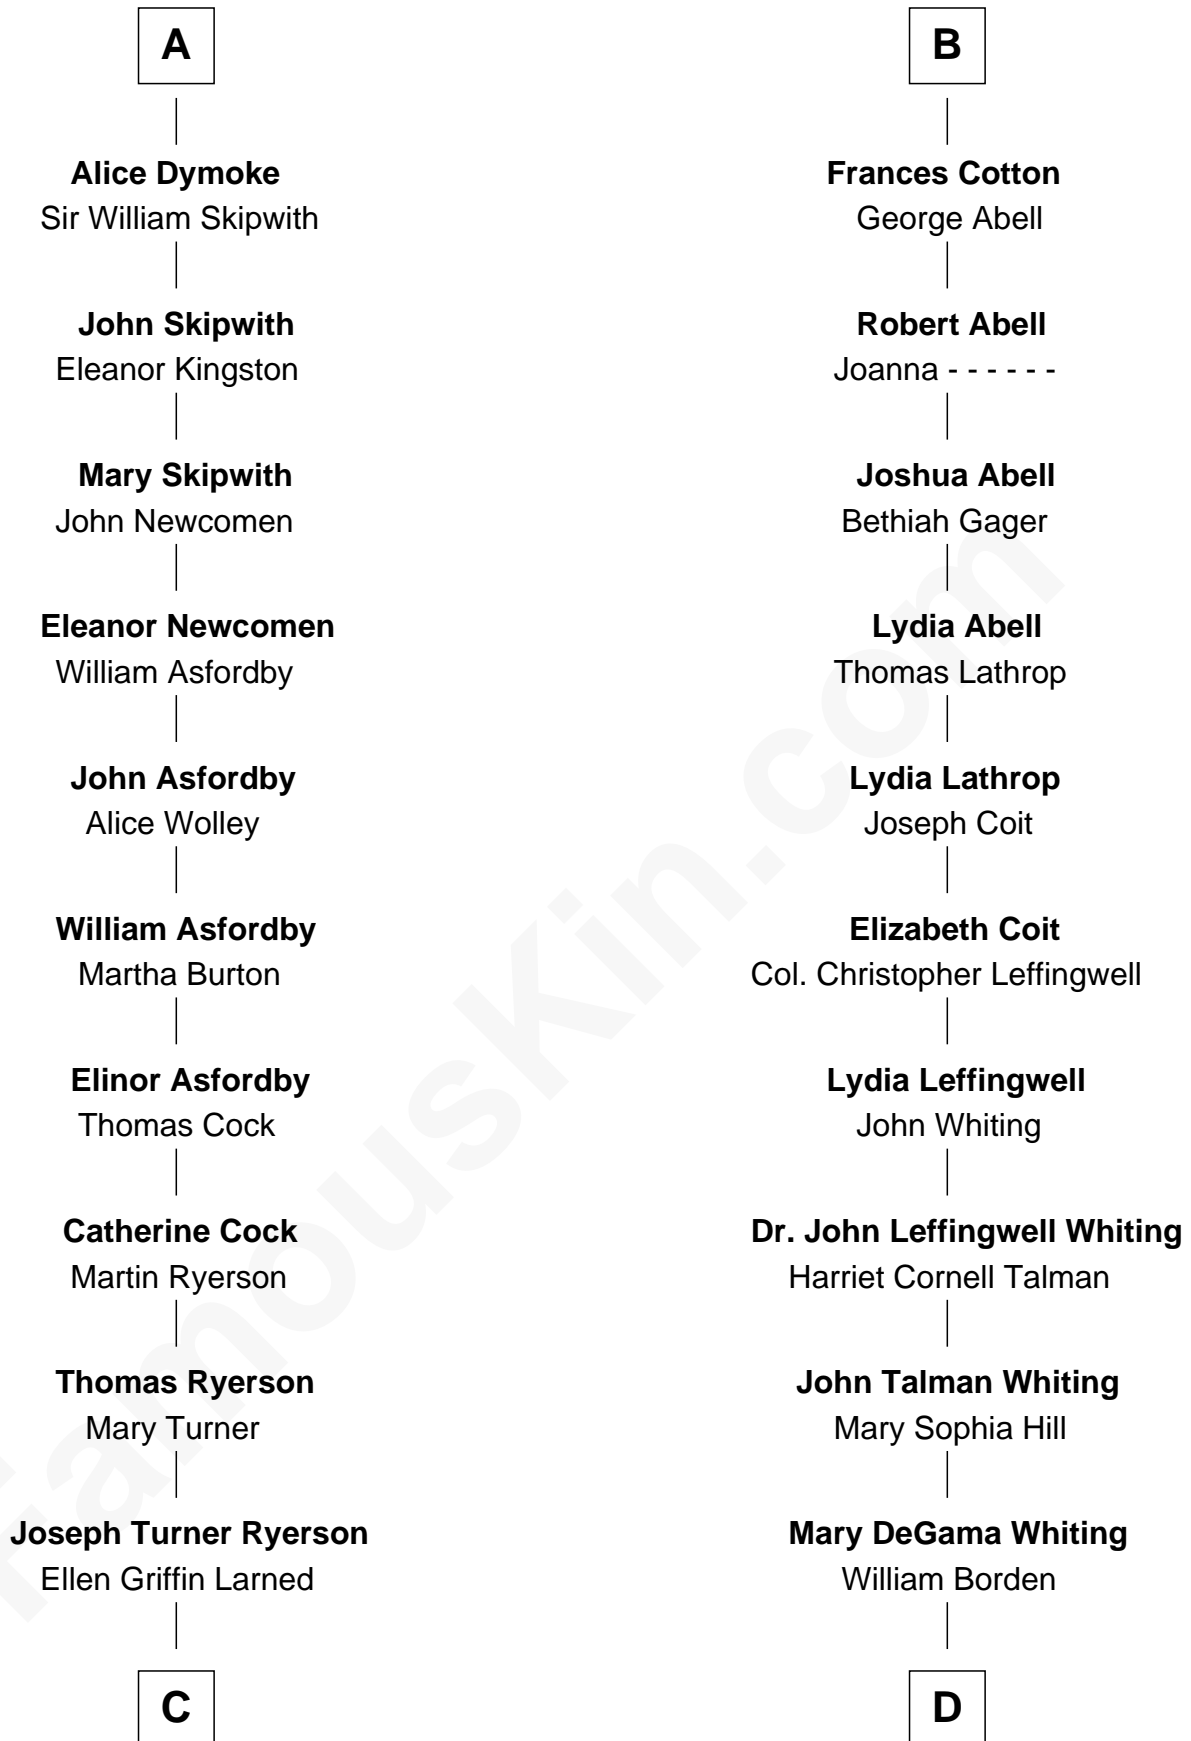 A
Alice Dymoke
Sir William Skipwith
John Skipwith
Eleanor Kingston
Mary Skipwith
John Newcomen
Eleanor Newcomen
William Asfordby
John Asfordby
Alice Wolley
William Asfordby
Martha Burton
Elinor Asfordby
Thomas Cock
Catherine Cock
Martin Ryerson
Thomas Ryerson
Mary Turner
Joseph Turner Ryerson
Ellen Griffin Larned
C
B
Frances Cotton
George Abell
Robert Abell
Joanna - - - - - -
Joshua Abell
Bethiah Gager
Lydia Abell
Thomas Lathrop
Lydia Lathrop
Joseph Coit
Elizabeth Coit
Col. Christopher Leffingwell
Lydia Leffingwell
John Whiting
Dr. John Leffingwell Whiting
Harriet Cornell Talman
John Talman Whiting
Mary Sophia Hill
Mary DeGama Whiting
William Borden
D
FamousKin.com